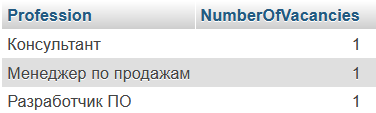 Profession NumberOfVacancies
Консультант 1
Менеджер по продажам 1
Разработчик ПО 1